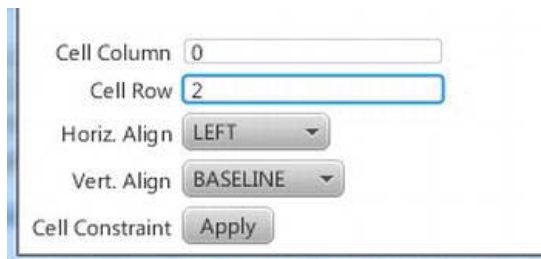 Cell Column 0
Cell Row 2
Horiz. Align LEFT
Vert. Align BASELINE
Cell Constraint Apply